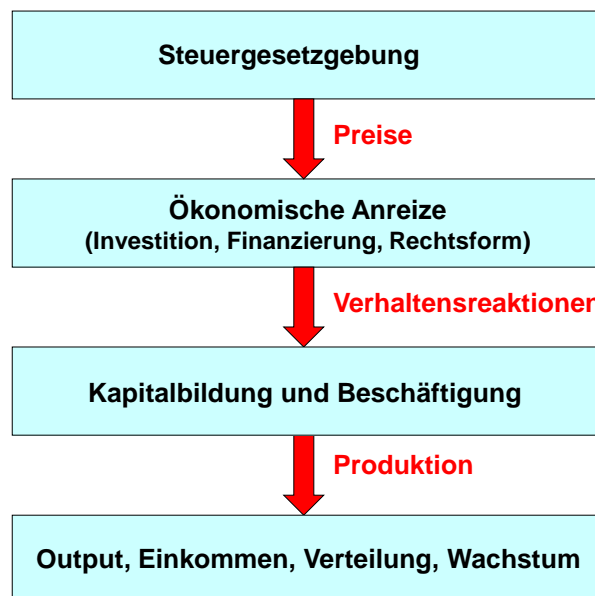 Steuergesetzgebung
Preise
Ökonomische Anreize
(Investition, Finanzierung, Rechtsform)
Verhaltensreaktionen
Kapitalbildung und Beschäftigung
Produktion
Output, Einkommen, Verteilung, Wachstum